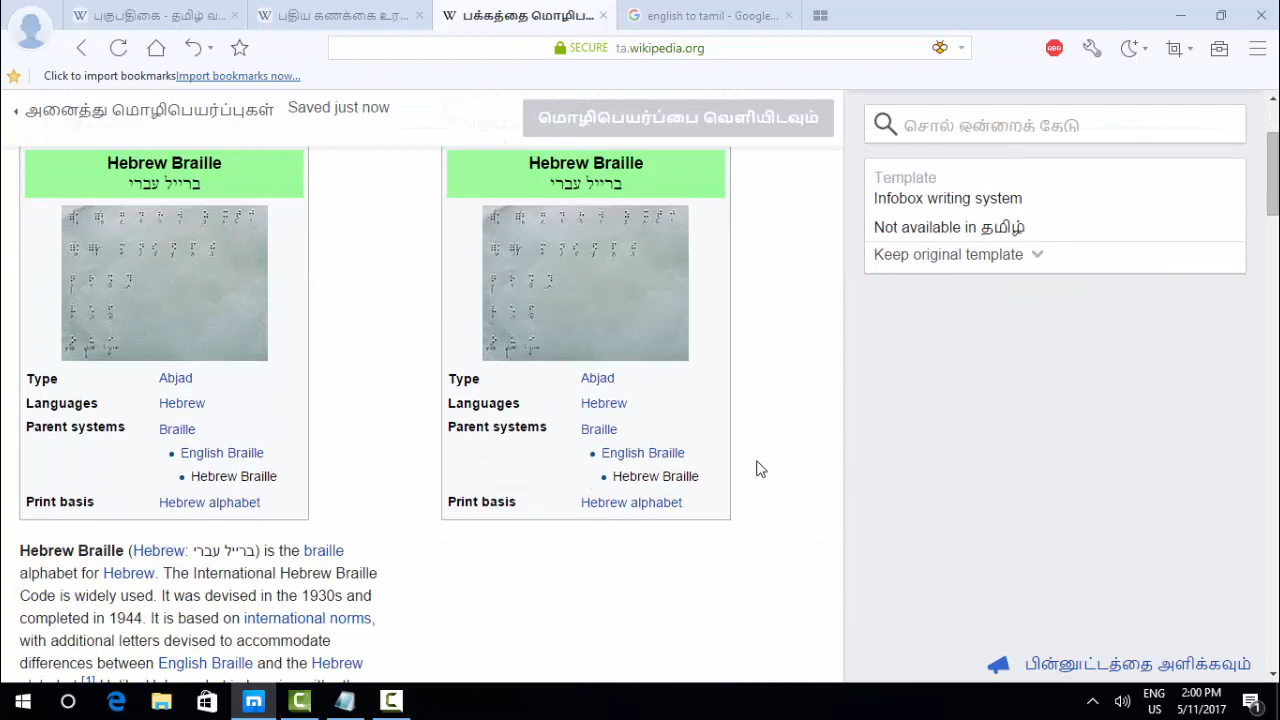 புகுபதிகை - தமிழ் வ...
புதிய கணக்கை உர...
பக்கத்தை மொழிப...
english to tamil - Google...
SECURE ta.wikipedia.org
ABP
Click to import bookmarks Import bookmarks now...
அனைத்து மொழிபெயர்ப்புகள் Saved just now
மொழிபெயர்ப்பை வெளியிடவும்
சொல் ஒன்றைக் கேடு
Hebrew Braille
ברייל עברי
Type Abjad
Languages Hebrew
Parent systems Braille
English Braille
Hebrew Braille
Print basis Hebrew alphabet
Hebrew Braille
ברייל עברי
Type Abjad
Languages Hebrew
Parent systems Braille
English Braille
Hebrew Braille
Print basis Hebrew alphabet
Template
Infobox writing system
Not available in தமிழ்
Keep original template
Hebrew Braille (Hebrew: ברייל עברי) is the braille
alphabet for Hebrew. The International Hebrew Braille
Code is widely used. It was devised in the 1930s and
completed in 1944. It is based on international norms,
with additional letters devised to accommodate
differences between English Braille and the Hebrew
பின்னூட்டத்தை அளிக்கவும்
ENG
US
2:00 PM
5/11/2017
1